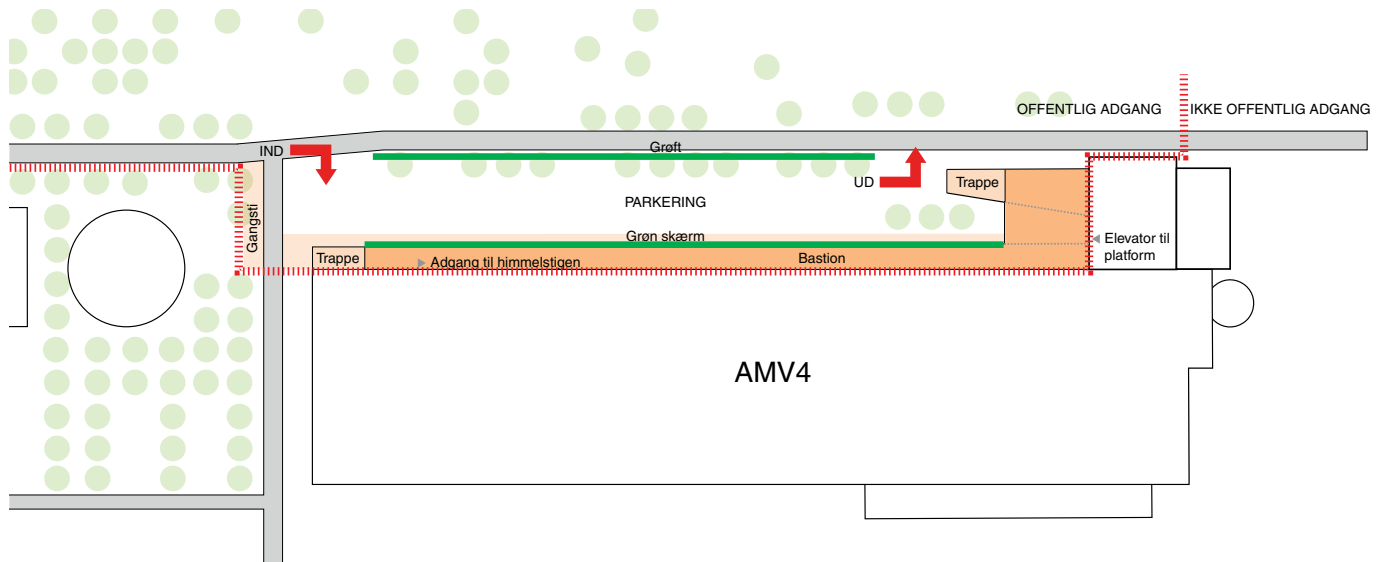 OFFENTLIG ADGANG
IKKE OFFENTLIG ADGANG
IND
Grøft
UD
Trappe
PARKERING
Gangsti
Grøn skærm
Elevator til
platform
Trappe
Adgang til himmelstigen
Bastion
AMV4